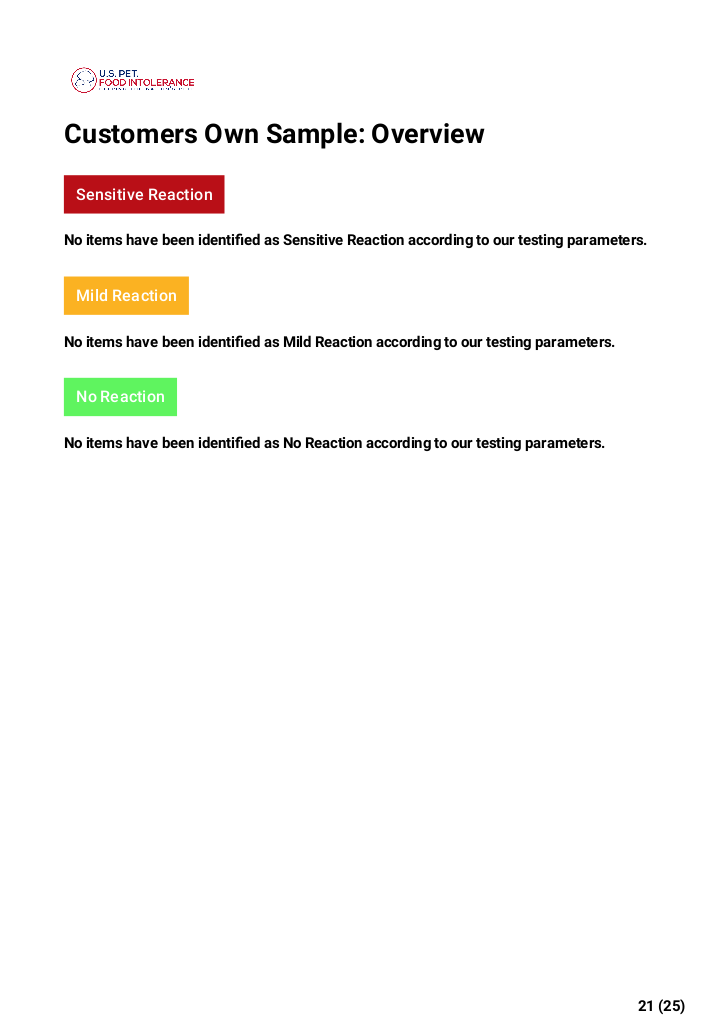 U.S. PET.
FOOD INTOLERANCE
Customers Own Sample: Overview
Sensitive Reaction
No items have been identified as Sensitive Reaction according to our testing parameters.
Mild Reaction
No items have been identified as Mild Reaction according to our testing parameters.
No Reaction
No items have been identified as No Reaction according to our testing parameters.
21 (25)